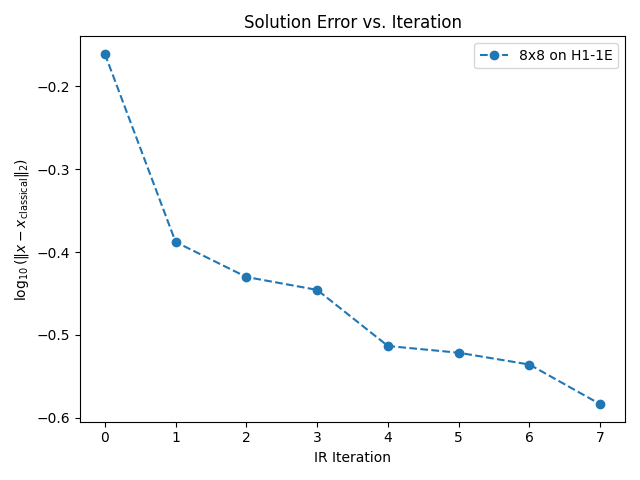 Solution Error vs. Iteration
8x8 on H1-1E
−0.2
−0.3
−0.4
−0.5
−0.6
log₁₀ (‖x − x_classical‖₂)
0 1 2 3 4 5 6 7
IR Iteration